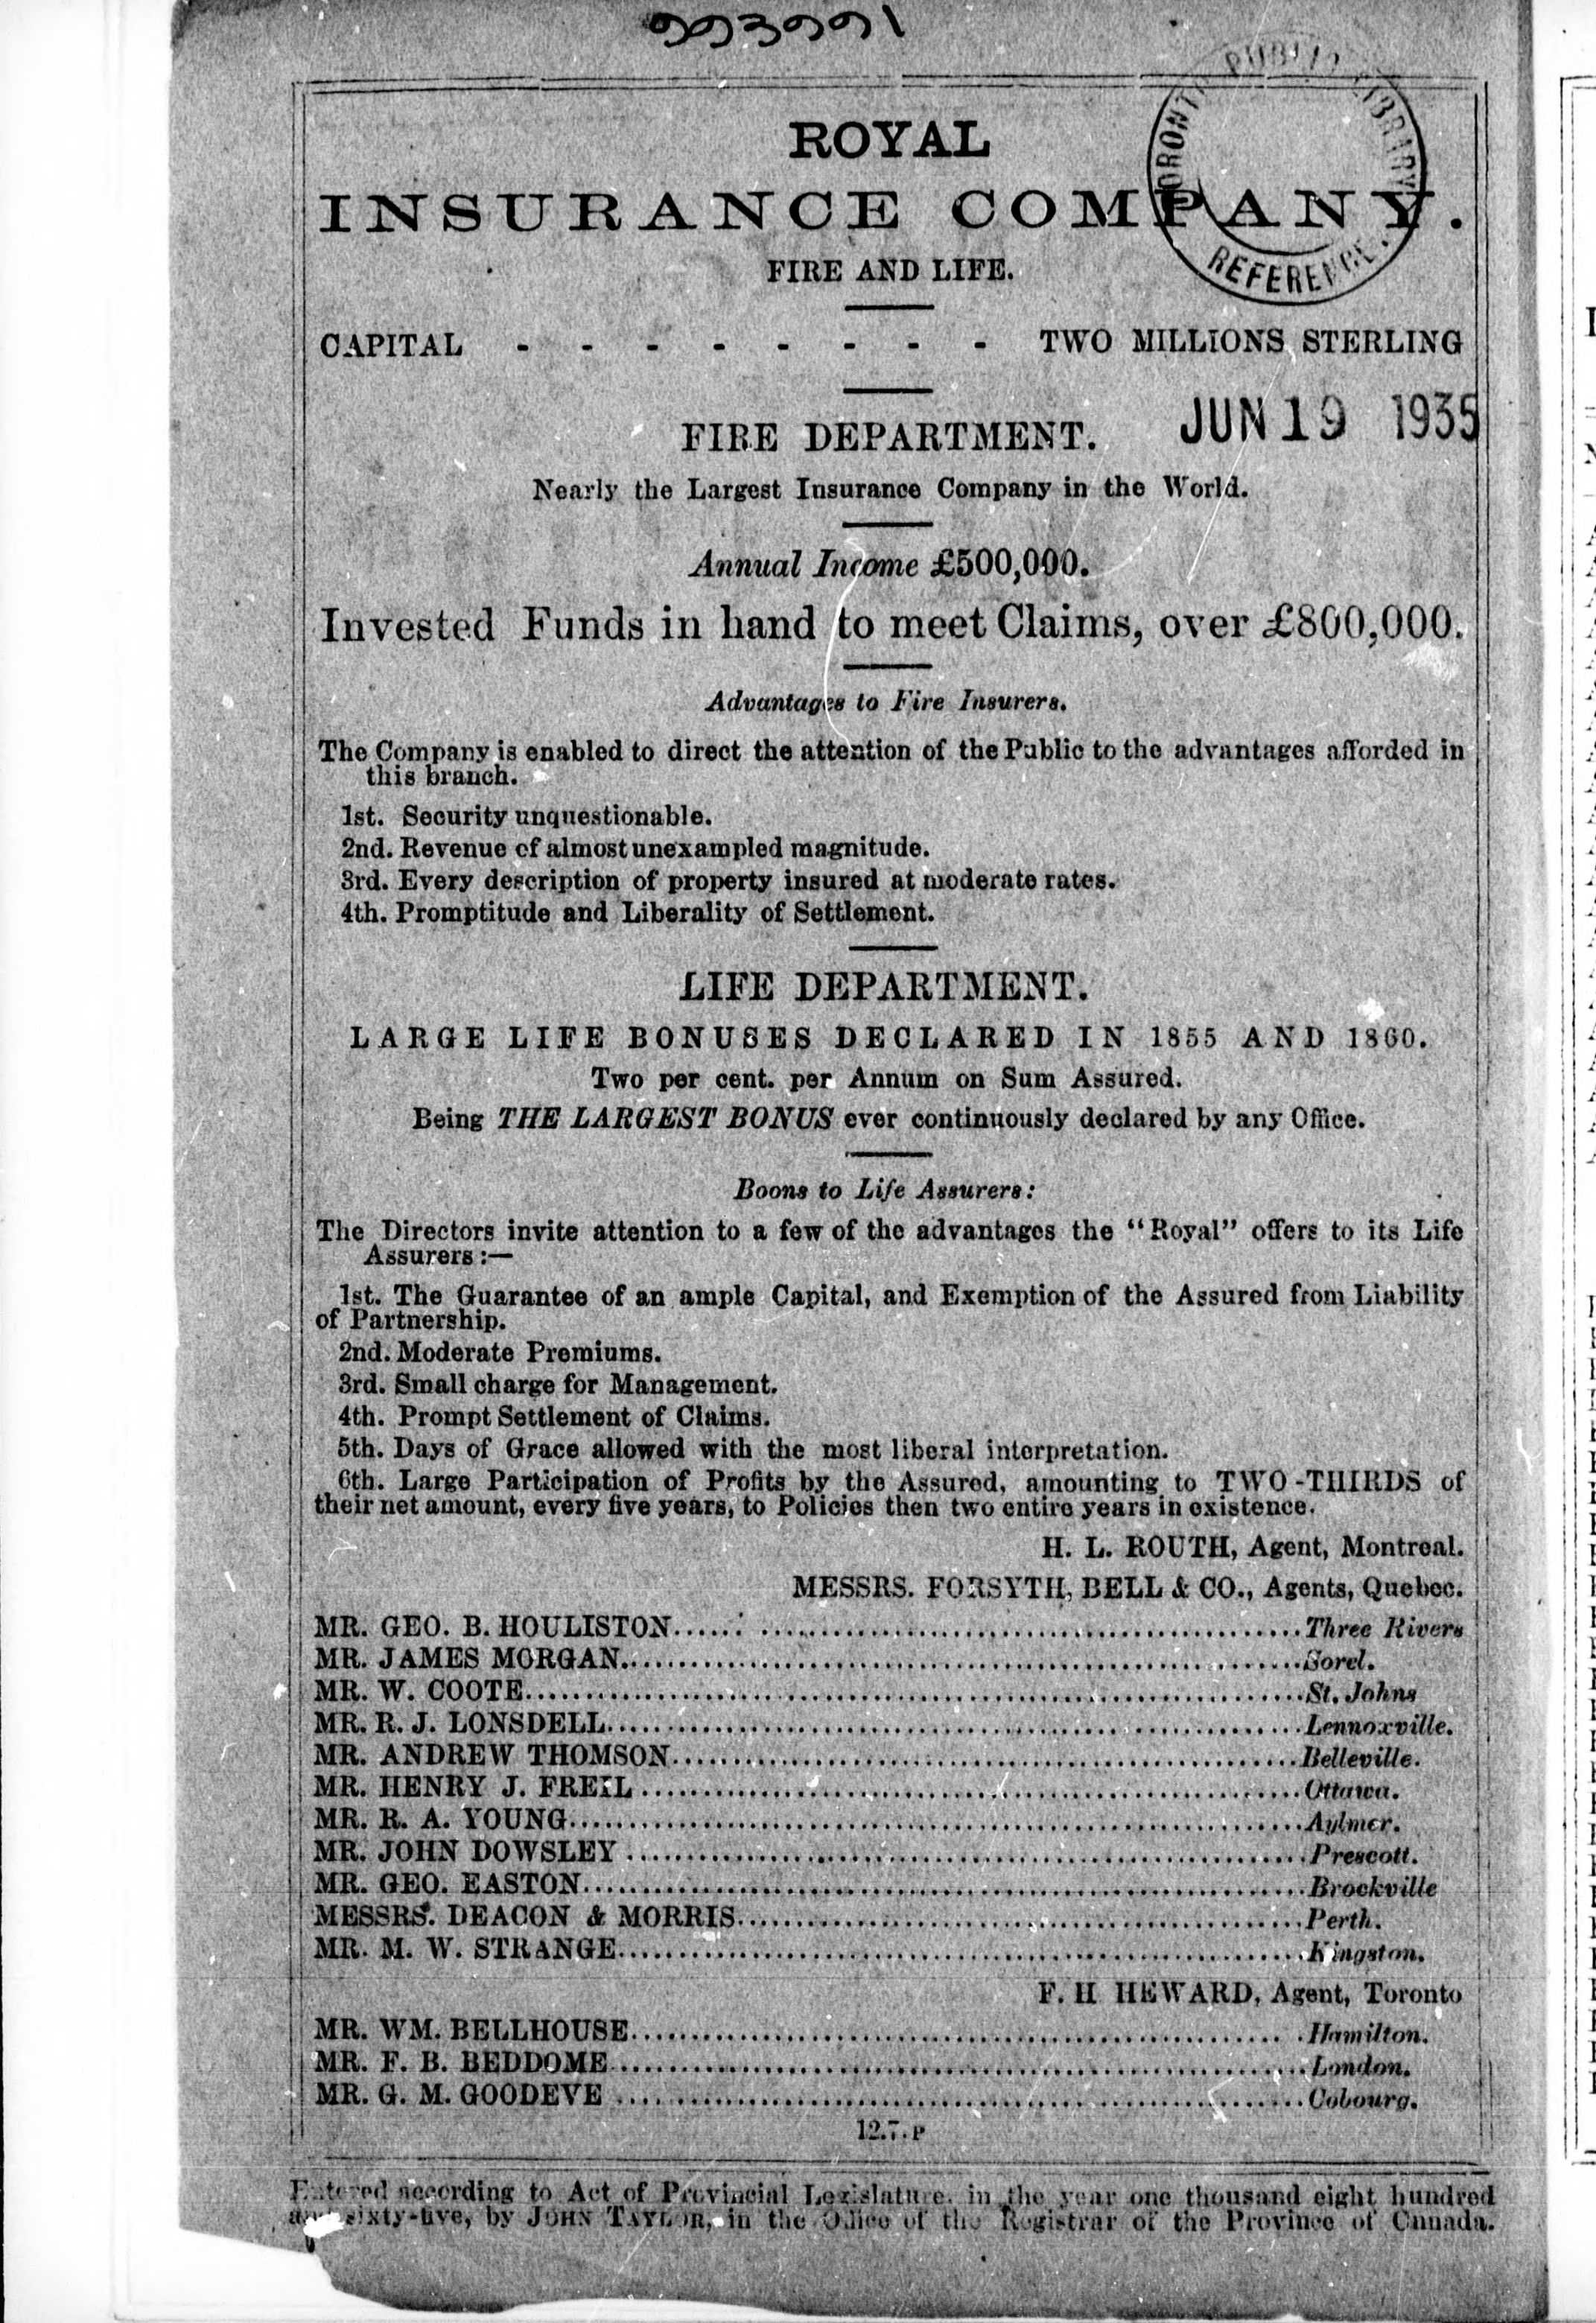 TORONTO PUBLIC LIBRARY
REFERENCE.
ROYAL
INSURANCE COMPANY.
FIRE AND LIFE.
CAPITAL - - - - - - - - TWO MILLIONS STERLING
JUN 19 1935
FIRE DEPARTMENT.
Nearly the Largest Insurance Company in the World.
Annual Income £500,000.
Invested Funds in hand to meet Claims, over £800,000.
Advantages to Fire Insurers.
The Company is enabled to direct the attention of the Public to the advantages afforded in
this branch.
1st. Security unquestionable.
2nd. Revenue of almost unexampled magnitude.
3rd. Every description of property insured at moderate rates.
4th. Promptitude and Liberality of Settlement.
LIFE DEPARTMENT.
LARGE LIFE BONUSES DECLARED IN 1855 AND 1860.
Two per cent. per Annum on Sum Assured.
Being THE LARGEST BONUS ever continuously declared by any Office.
Boons to Life Assurers:
The Directors invite attention to a few of the advantages the "Royal" offers to its Life
Assurers:—
1st. The Guarantee of an ample Capital, and Exemption of the Assured from Liability
of Partnership.
2nd. Moderate Premiums.
3rd. Small charge for Management.
4th. Prompt Settlement of Claims.
5th. Days of Grace allowed with the most liberal interpretation.
6th. Large Participation of Profits by the Assured, amounting to TWO-THIRDS of
their net amount, every five years, to Policies then two entire years in existence.
H. L. ROUTH, Agent, Montreal.
MESSRS. FORSYTH, BELL & CO., Agents, Quebec.
MR. GEO. B. HOULISTON........Three Rivers
MR. JAMES MORGAN........Sorel.
MR. W. COOTE........St. Johns
MR. R. J. LONSDELL........Lennoxville.
MR. ANDREW THOMSON........Belleville.
MR. HENRY J. FREIL........Ottawa.
MR. R. A. YOUNG........Aylmer.
MR. JOHN DOWSLEY........Prescott.
MR. GEO. EASTON........Brockville
MESSRS. DEACON & MORRIS........Perth.
MR. M. W. STRANGE........Kingston.
F. H HEWARD, Agent, Toronto
MR. WM. BELLHOUSE........Hamilton.
MR. F. B. BEDDOME........London.
MR. G. M. GOODEVE........Cobourg.
12.7.P
Entered according to Act of Provincial Legislature, in the year one thousand eight hundred
and sixty-five, by JOHN TAYLOR, in the Office of the Registrar of the Province of Canada.